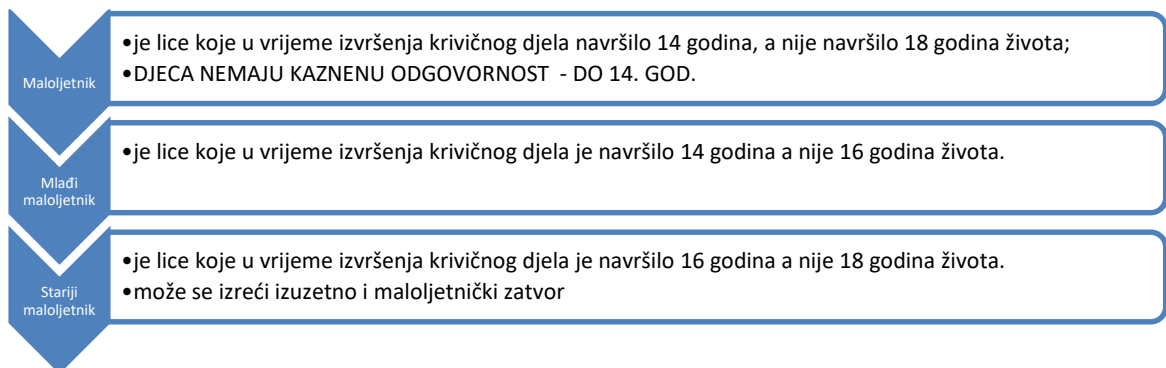 Maloljetnik
•je lice koje u vrijeme izvršenja krivičnog djela navršilo 14 godina, a nije navršilo 18 godina života;
•DJECA NEMAJU KAZNENU ODGOVORNOST - DO 14. GOD.
Mlađi
maloljetnik
•je lice koje u vrijeme izvršenja krivičnog djela je navršilo 14 godina a nije 16 godina života.
Stariji
maloljetnik
•je lice koje u vrijeme izvršenja krivičnog djela je navršilo 16 godina a nije 18 godina života.
•može se izreći izuzetno i maloljetnički zatvor